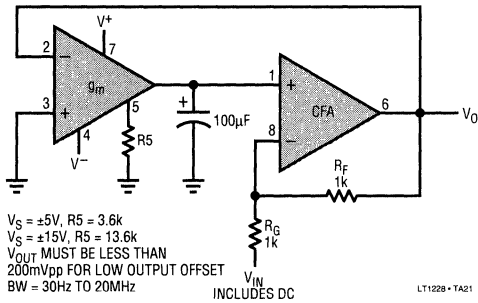 V+
2
−
7
gm
3
+
5
4
V−
R5
+
100μF
1
+
CFA
8
−
6
VO
RF
1k
RG
1k
VIN
INCLUDES DC
VS = ±5V, R5 = 3.6k
VS = ±15V, R5 = 13.6k
VOUT MUST BE LESS THAN
200mVpp FOR LOW OUTPUT OFFSET
BW = 30Hz TO 20MHz
LT1228 • TA21